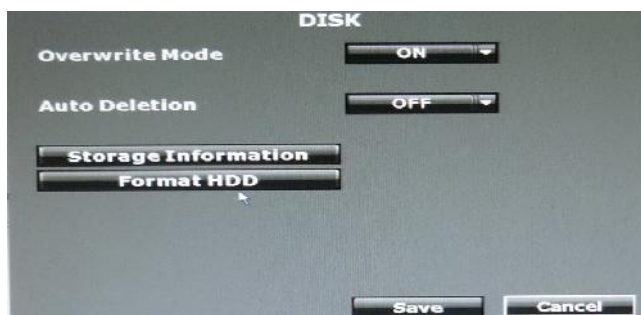 DISK
Overwrite Mode ON
Auto Deletion OFF
Storage Information
Format HDD
Save Cancel